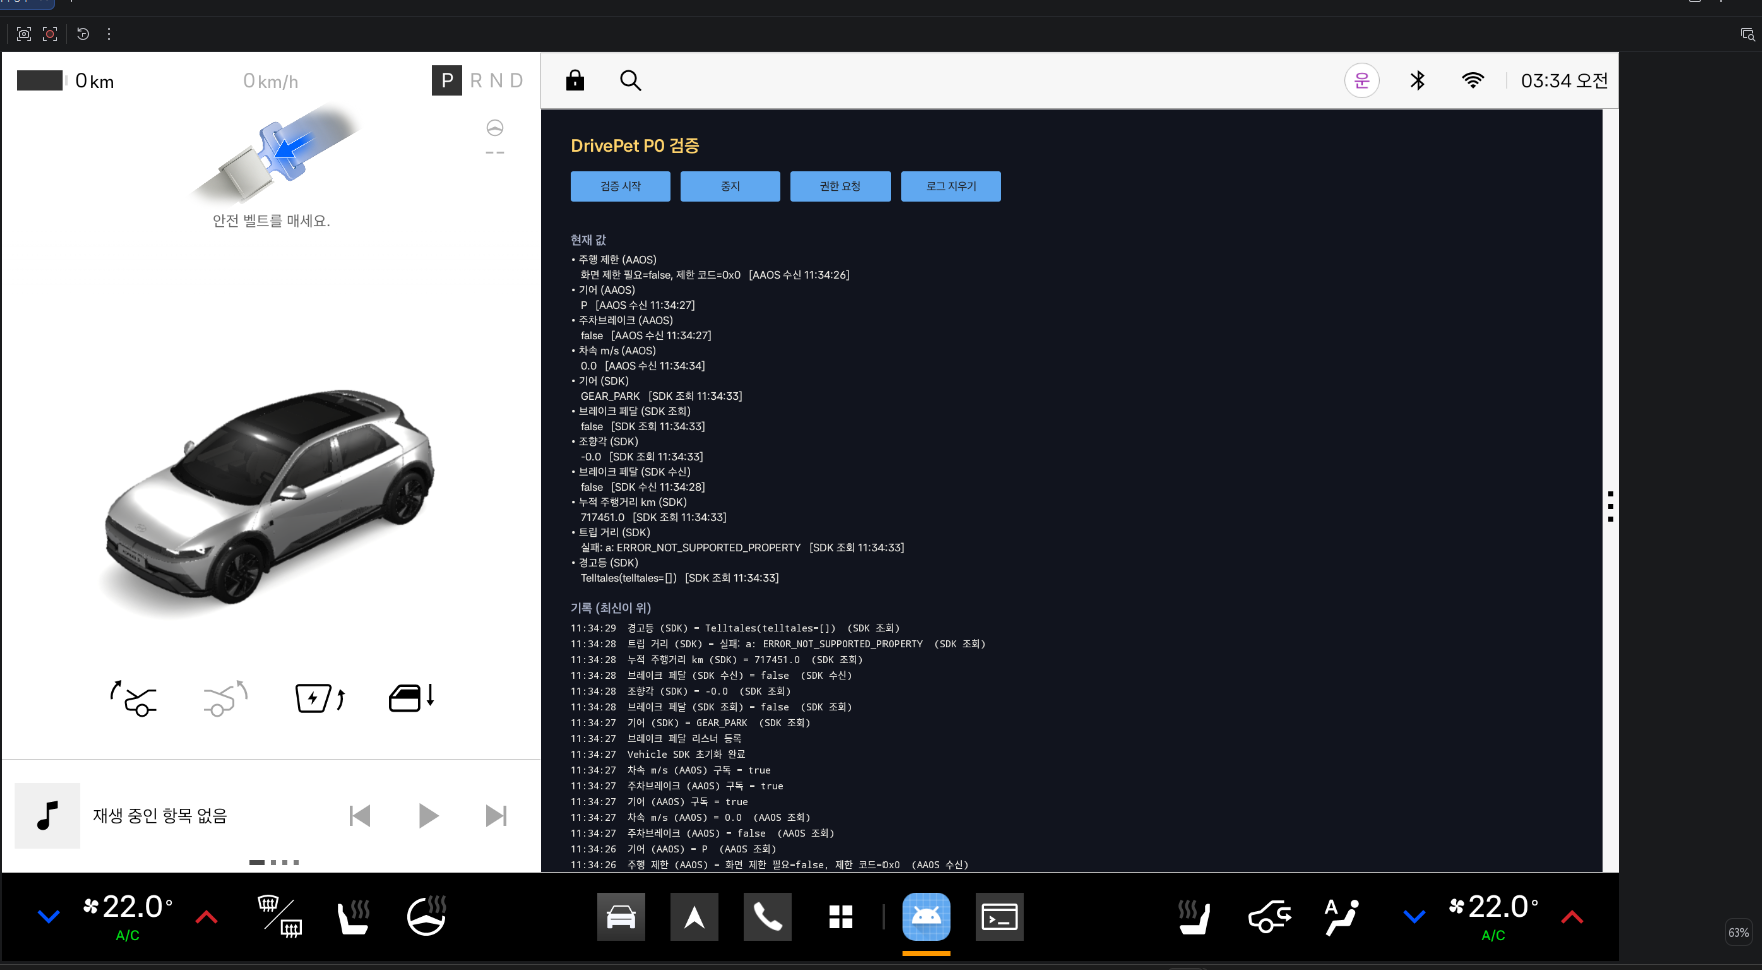 0 km
0 km/h
P R N D
03:34 오전
운
안전 벨트를 매세요.
재생 중인 항목 없음
DrivePet P0 검증
검증 시작
중지
권한 요청
로그 지우기
현재 값
• 주행 제한 (AAOS)
화면 제한 필요=false, 제한 코드=0x0 [AAOS 수신 11:34:26]
• 기어 (AAOS)
P [AAOS 수신 11:34:27]
• 주차브레이크 (AAOS)
false [AAOS 수신 11:34:27]
• 차속 m/s (AAOS)
0.0 [AAOS 수신 11:34:34]
• 기어 (SDK)
GEAR_PARK [SDK 조회 11:34:33]
• 브레이크 페달 (SDK 조회)
false [SDK 조회 11:34:33]
• 조향각 (SDK)
-0.0 [SDK 조회 11:34:33]
• 브레이크 페달 (SDK 수신)
false [SDK 수신 11:34:28]
• 누적 주행거리 km (SDK)
717451.0 [SDK 조회 11:34:33]
• 트립 거리 (SDK)
실패: a: ERROR_NOT_SUPPORTED_PROPERTY [SDK 조회 11:34:33]
• 경고등 (SDK)
Telltales(telltales=[]) [SDK 조회 11:34:33]
기록 (최신이 위)
11:34:29 경고등 (SDK) = Telltales(telltales=[]) (SDK 조회)
11:34:28 트립 거리 (SDK) = 실패: a: ERROR_NOT_SUPPORTED_PROPERTY (SDK 조회)
11:34:28 누적 주행거리 km (SDK) = 717451.0 (SDK 조회)
11:34:28 브레이크 페달 (SDK 수신) = false (SDK 수신)
11:34:28 조향각 (SDK) = -0.0 (SDK 조회)
11:34:28 브레이크 페달 (SDK 조회) = false (SDK 조회)
11:34:27 기어 (SDK) = GEAR_PARK (SDK 조회)
11:34:27 브레이크 페달 리스너 등록
11:34:27 Vehicle SDK 초기화 완료
11:34:27 차속 m/s (AAOS) 구독 = true
11:34:27 주차브레이크 (AAOS) 구독 = true
11:34:27 기어 (AAOS) 구독 = true
11:34:27 차속 m/s (AAOS) = 0.0 (AAOS 조회)
11:34:27 주차브레이크 (AAOS) = false (AAOS 조회)
11:34:26 기어 (AAOS) = P (AAOS 조회)
11:34:26 주행 제한 (AAOS) = 화면 제한 필요=false, 제한 코드=0x0 (AAOS 수신)
22.0°
A/C
A
22.0°
A/C
63%